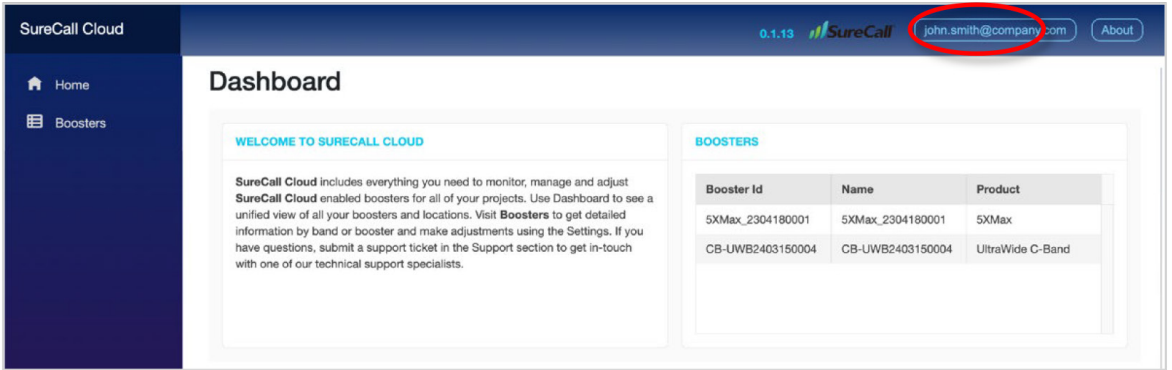 SureCall Cloud
0.1.13 SureCall john.smith@company.com About
Home
Boosters
Dashboard
WELCOME TO SURECALL CLOUD
SureCall Cloud includes everything you need to monitor, manage and adjust
SureCall Cloud enabled boosters for all of your projects. Use Dashboard to see a
unified view of all your boosters and locations. Visit Boosters to get detailed
information by band or booster and make adjustments using the Settings. If you
have questions, submit a support ticket in the Support section to get in-touch
with one of our technical support specialists.
BOOSTERS
Booster Id Name Product
5XMax_2304180001 5XMax_2304180001 5XMax
CB-UWB2403150004 CB-UWB2403150004 UltraWide C-Band